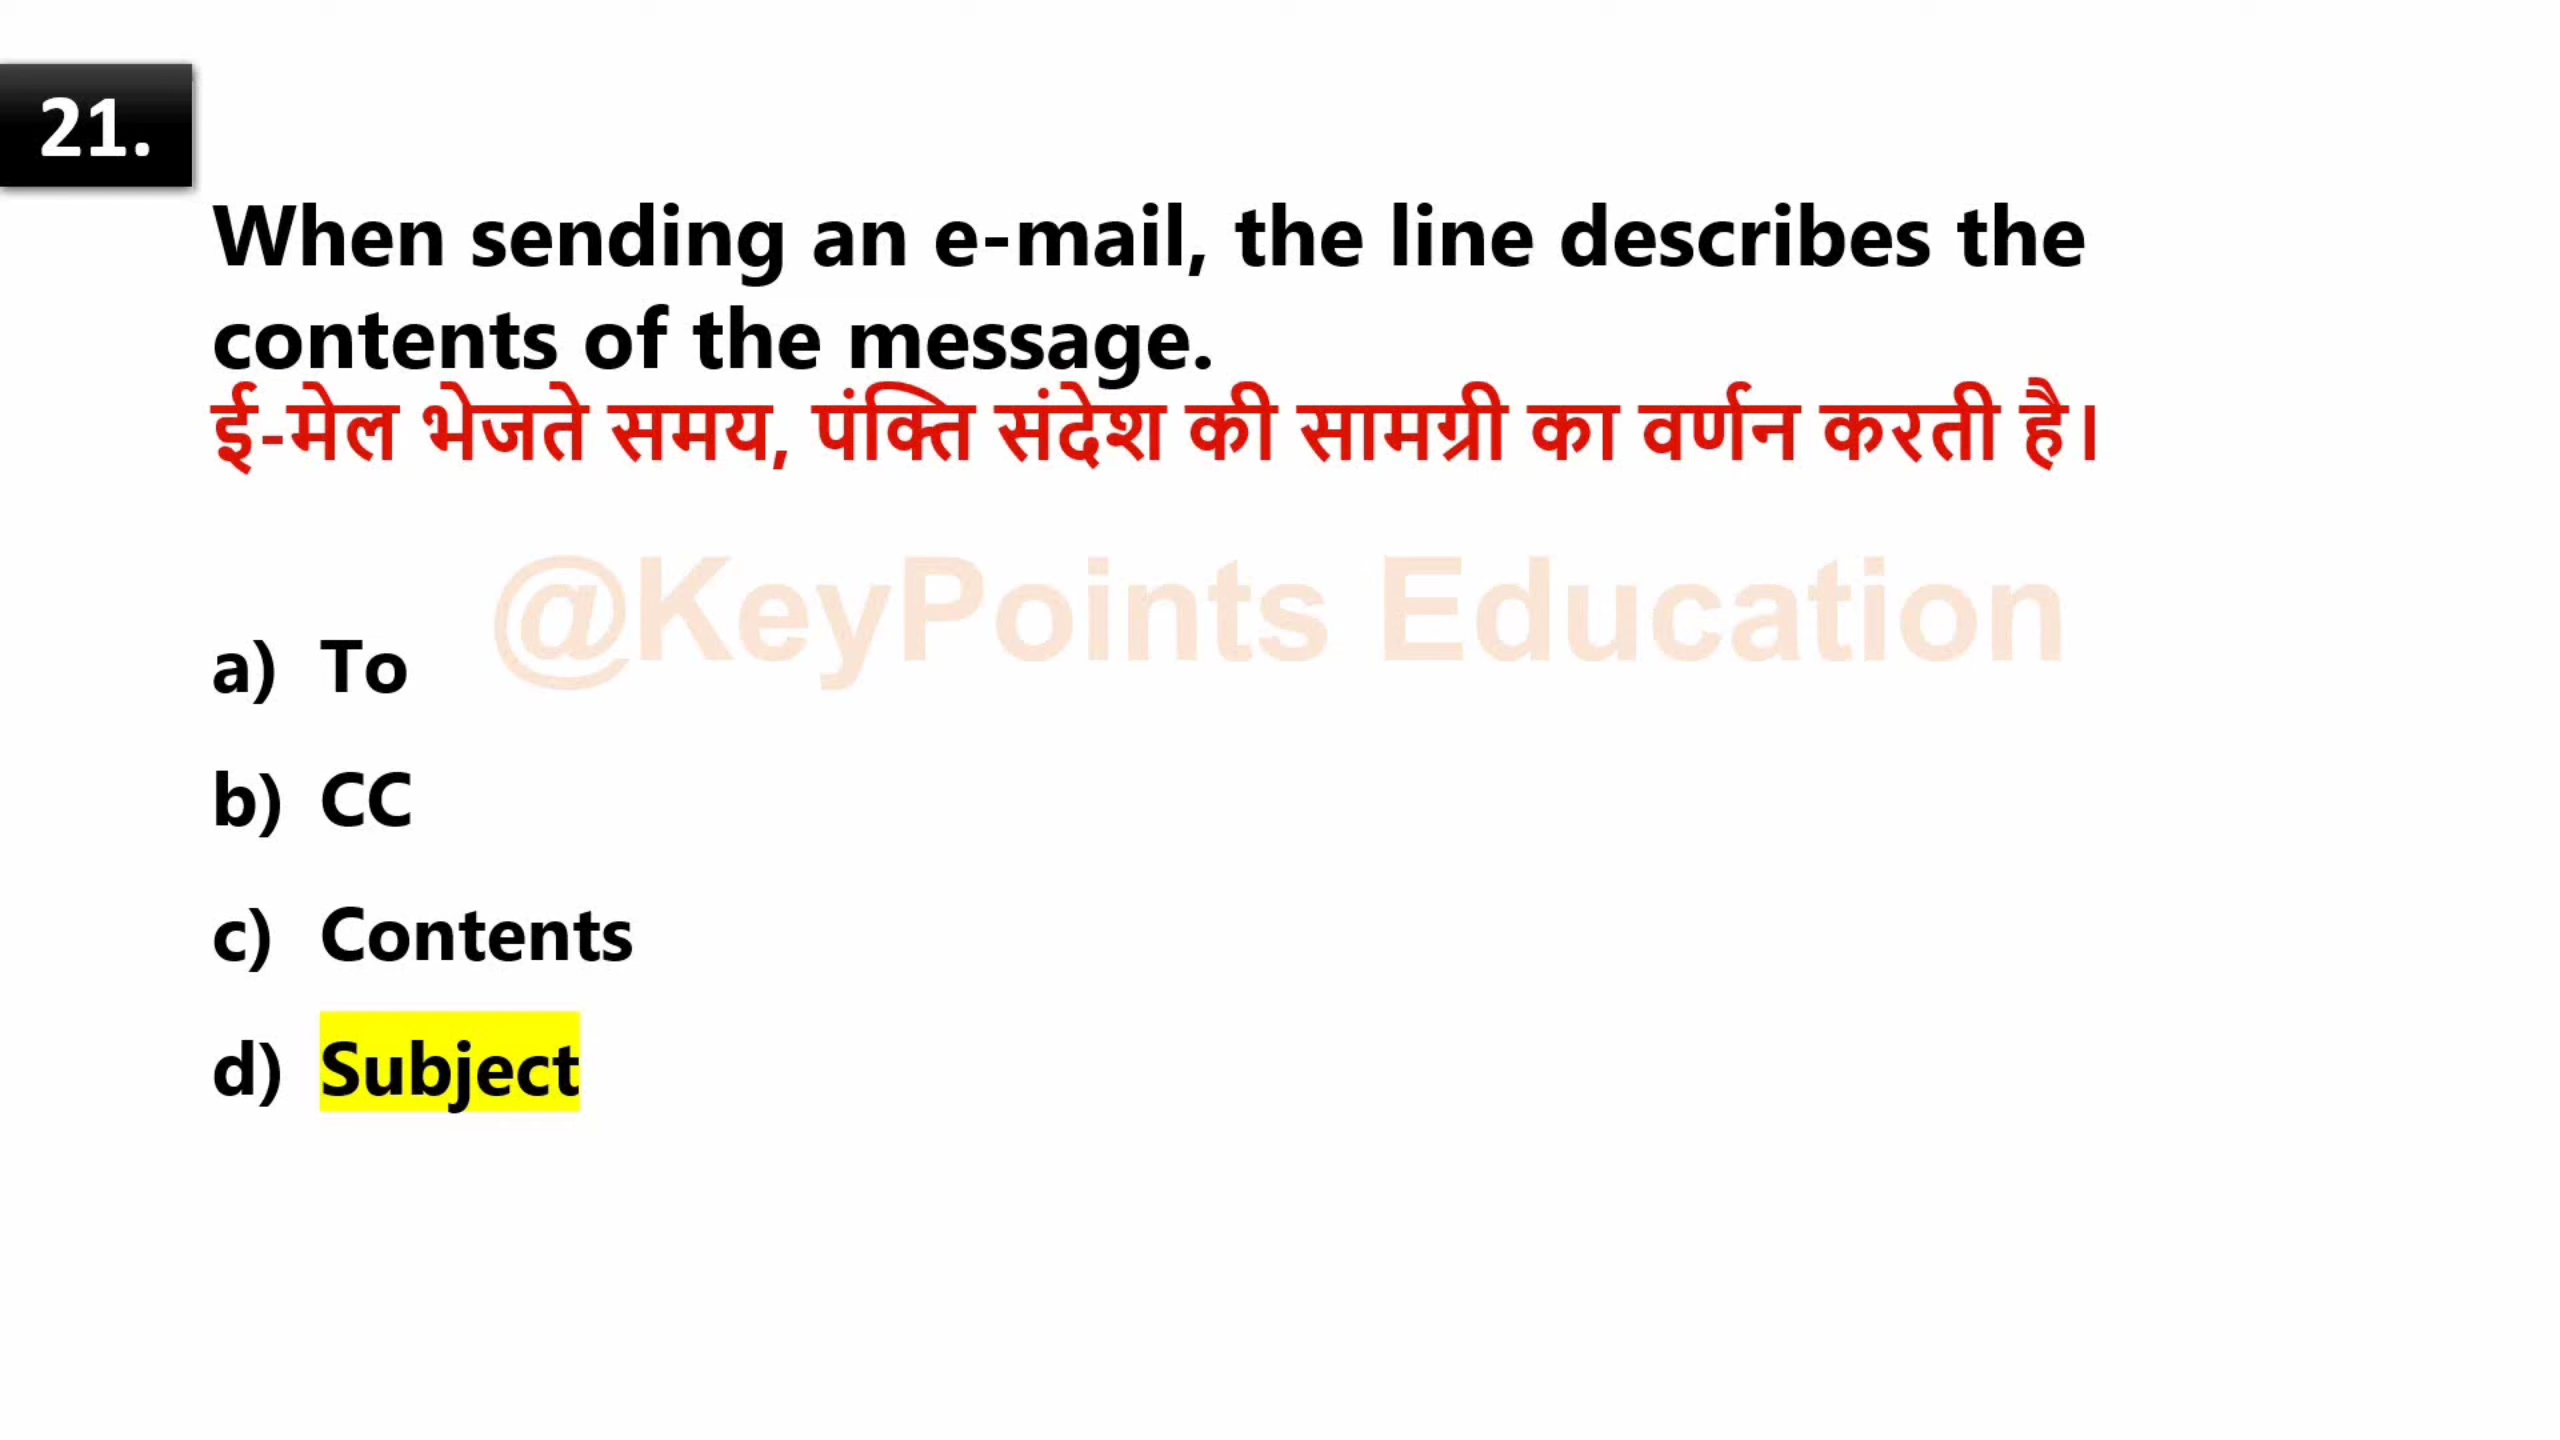 21.
When sending an e-mail, the line describes the
contents of the message.
ई-मेल भेजते समय, पंक्ति संदेश की सामग्री का वर्णन करती है।
@KeyPoints Education
a) To
b) CC
c) Contents
d) Subject